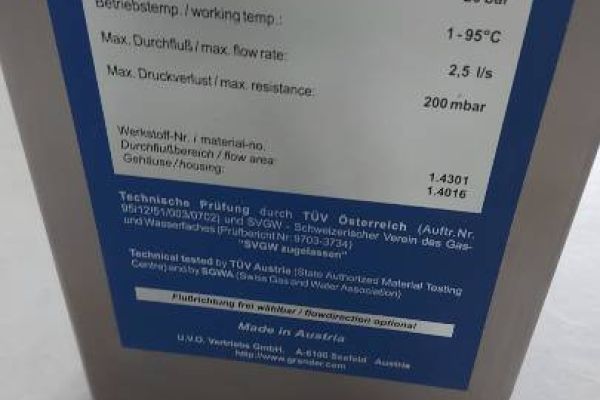 Betriebstemp. / working temp.: 1-95°C
Max. Durchfluß / max. flow rate: 2,5 l/s
Max. Druckverlust / max. resistance: 200 mbar
Werkstoff-Nr. / material-no.
Durchflußbereich / flow area: 1.4301
Gehäuse / housing: 1.4016
Technische Prüfung durch TÜV Österreich (Auftr.Nr.
95/12/51/003/0702) und SVGW - Schweizerischer Verein des Gas-
und Wasserfaches (Prüfbericht Nr. 9703-3734)
"SVGW zugelassen"
Technical tested by TÜV Austria (State Authorized Material Testing
Centre) and by SGWA (Swiss Gas and Water Association)
Flußrichtung frei wählbar / flowdirection optional
Made in Austria
U.V.O. Vertriebs GmbH. A-6100 Seefeld Austria
http://www.grander.com